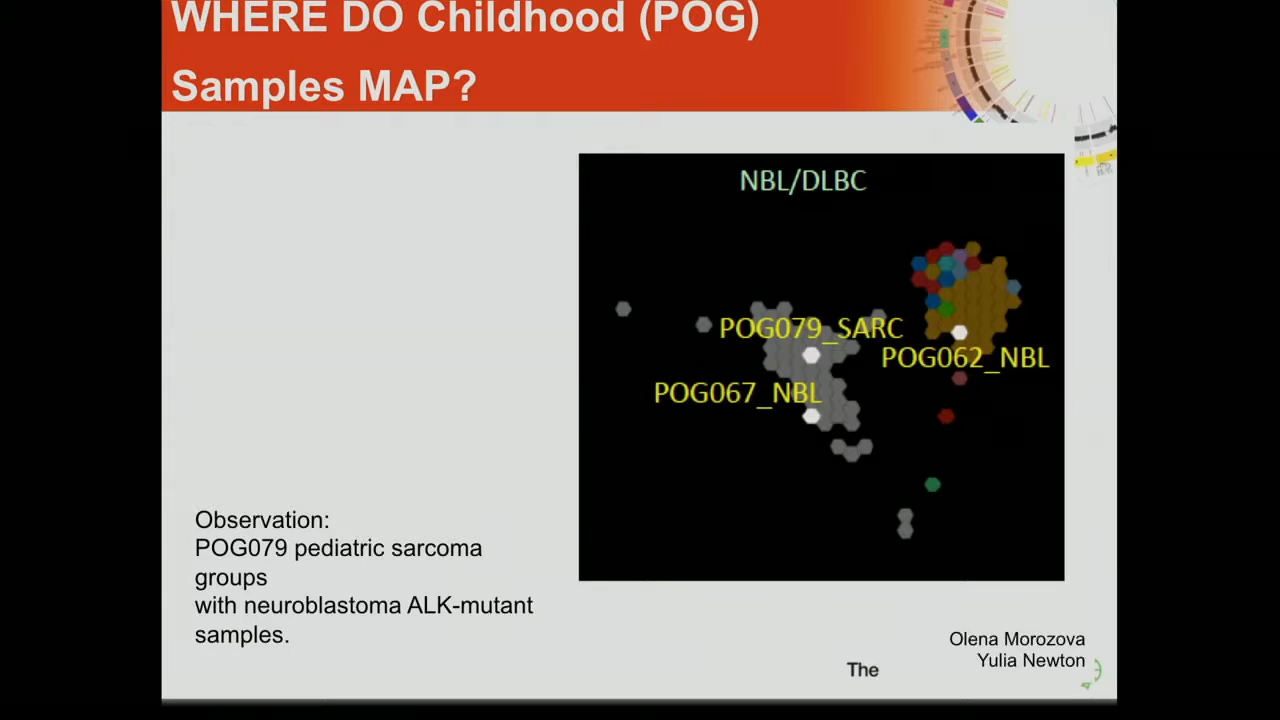 WHERE DO Childhood (POG)
Samples MAP?
NBL/DLBC
POG079_SARC
POG062_NBL
POG067_NBL
Observation:
POG079 pediatric sarcoma
groups
with neuroblastoma ALK-mutant
samples.
Olena Morozova
Yulia Newton
The